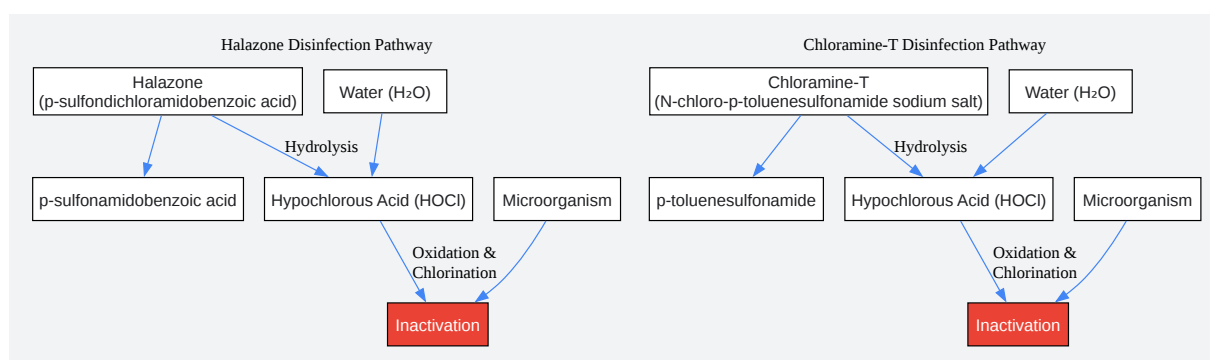 Halazone Disinfection Pathway
Halazone
(p-sulfondichloramidobenzoic acid)
Water (H₂O)
Hydrolysis
p-sulfonamidobenzoic acid
Hypochlorous Acid (HOCl)
Microorganism
Oxidation &
Chlorination
Inactivation
Chloramine-T Disinfection Pathway
Chloramine-T
(N-chloro-p-toluenesulfonamide sodium salt)
Water (H₂O)
Hydrolysis
p-toluenesulfonamide
Hypochlorous Acid (HOCl)
Microorganism
Oxidation &
Chlorination
Inactivation